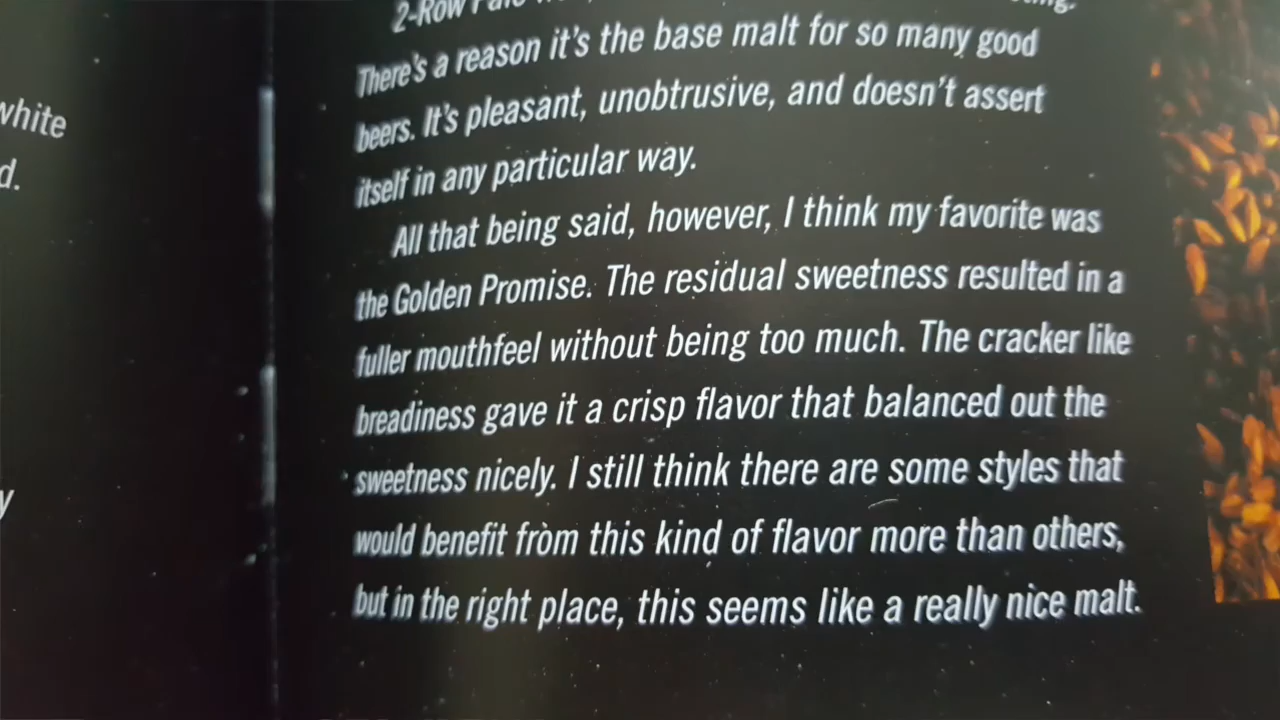 white
d.
y
2-Row
There's a reason it's the base malt for so many good
beers. It's pleasant, unobtrusive, and doesn't assert
itself in any particular way.
All that being said, however, I think my favorite was
the Golden Promise. The residual sweetness resulted in a
fuller mouthfeel without being too much. The cracker like
breadiness gave it a crisp flavor that balanced out the
sweetness nicely. I still think there are some styles that
would benefit from this kind of flavor more than others,
but in the right place, this seems like a really nice malt.